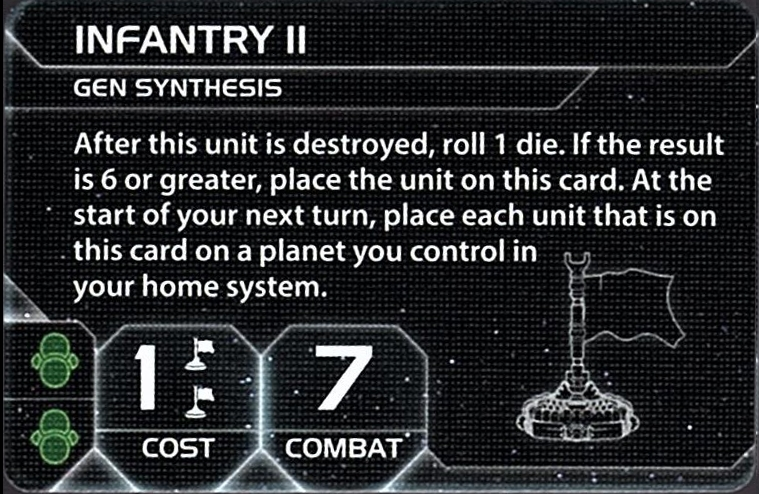 INFANTRY II
GEN SYNTHESIS
After this unit is destroyed, roll 1 die. If the result
is 6 or greater, place the unit on this card. At the
start of your next turn, place each unit that is on
this card on a planet you control in
your home system.
1 7
COST COMBAT